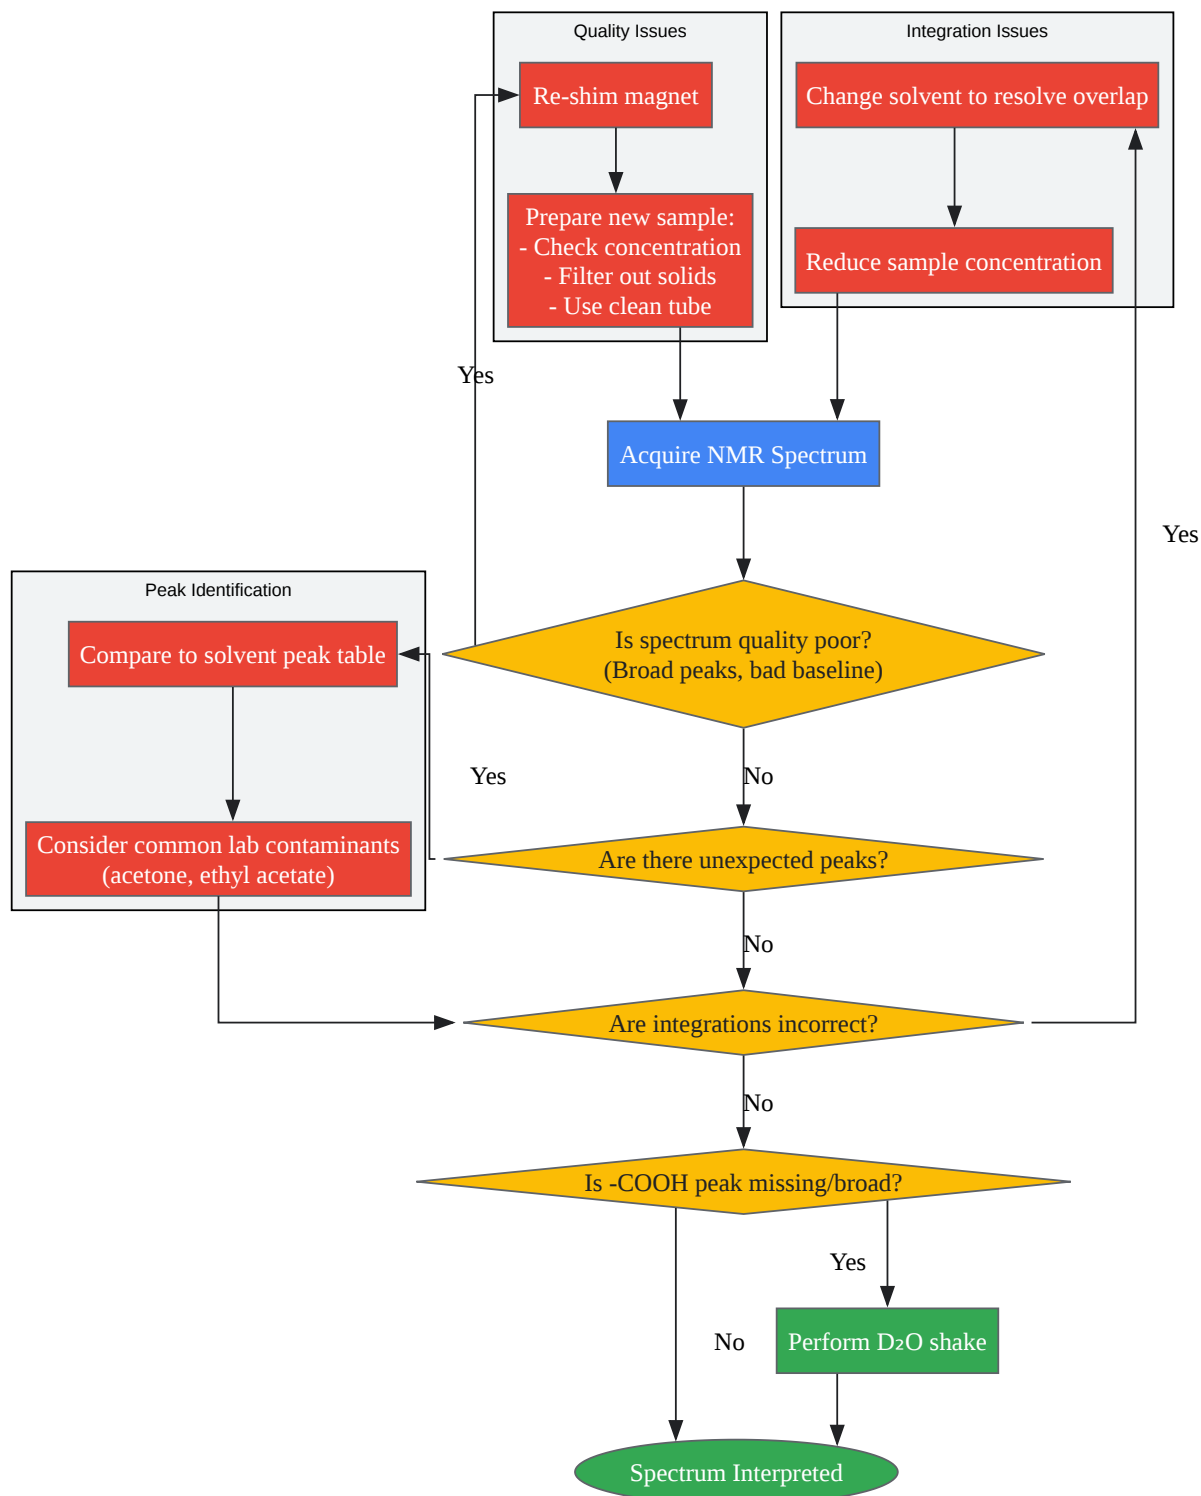 Quality Issues
Integration Issues
Re-shim magnet
Change solvent to resolve overlap
Prepare new sample:
- Check concentration
- Filter out solids
- Use clean tube
Reduce sample concentration
Yes
Acquire NMR Spectrum
Yes
Peak Identification
Is spectrum quality poor?
(Broad peaks, bad baseline)
Compare to solvent peak table
Yes
No
Consider common lab contaminants
(acetone, ethyl acetate)
Are there unexpected peaks?
No
Are integrations incorrect?
No
Is -COOH peak missing/broad?
Yes
No
Perform D₂O shake
Spectrum Interpreted